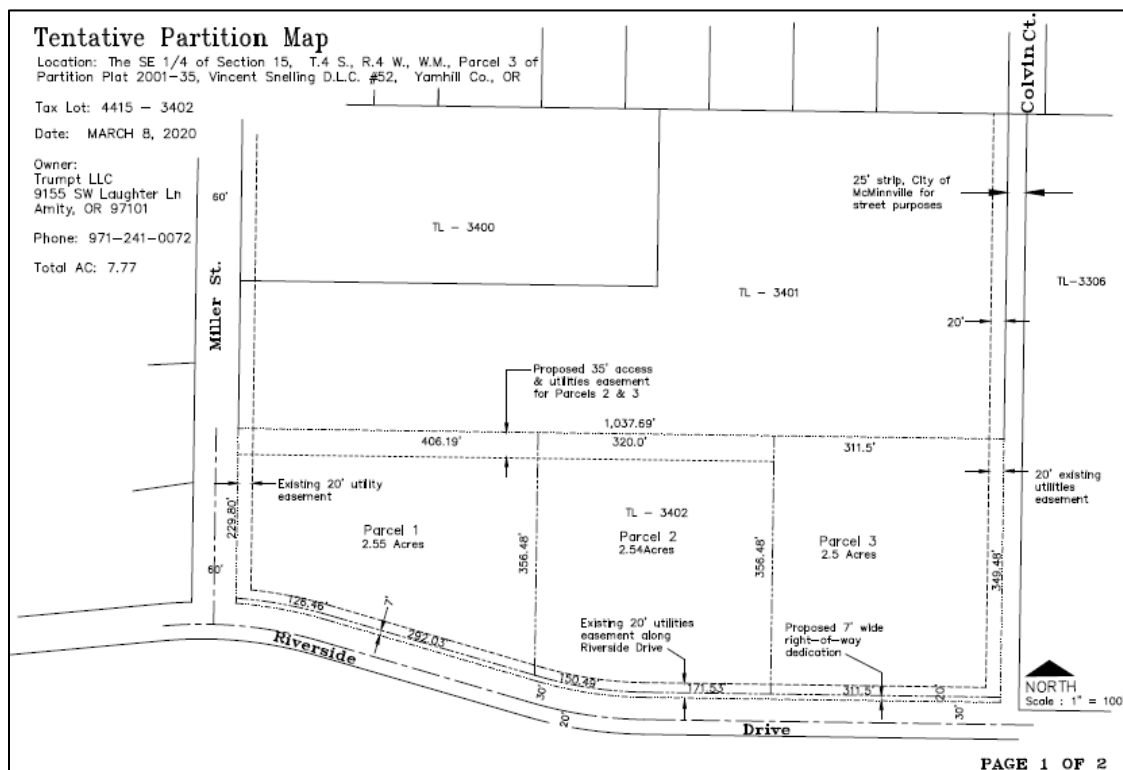 Tentative Partition Map
Location: The SE 1/4 of Section 15, T.4 S., R.4 W., W.M., Parcel 3 of
Partition Plat 2001-35, Vincent Snelling D.L.C. #52, Yamhill Co., OR
Tax Lot: 4415 - 3402
Date: MARCH 8, 2020
Owner:
Trumpt LLC
9155 SW Laughter Ln
Amity, OR 97101
Phone: 971-241-0072
Total AC: 7.77
60'
Miller St.
Colvin Ct.
25' strip, City of
McMinnville for
street purposes
TL - 3400
TL - 3401
TL-3306
20'
Proposed 35' access
& utilities easement
for Parcels 2 & 3
1,037.69'
406.19'
320.0'
311.5'
Existing 20' utility
easement
20' existing
utilities
easement
229.80'
TL - 3402
Parcel 1
2.55 Acres
Parcel 2
2.54Acres
Parcel 3
2.5 Acres
356.48'
356.48'
349.48'
60'
126.46'
7'
292.03'
Existing 20' utilities
easement along
Riverside Drive
Proposed 7' wide
right-of-way
dedication
150.49'
171.53'
311.5'
20'
30'
30'
20'
Riverside
Drive
NORTH
Scale : 1" = 100'
PAGE 1 OF 2